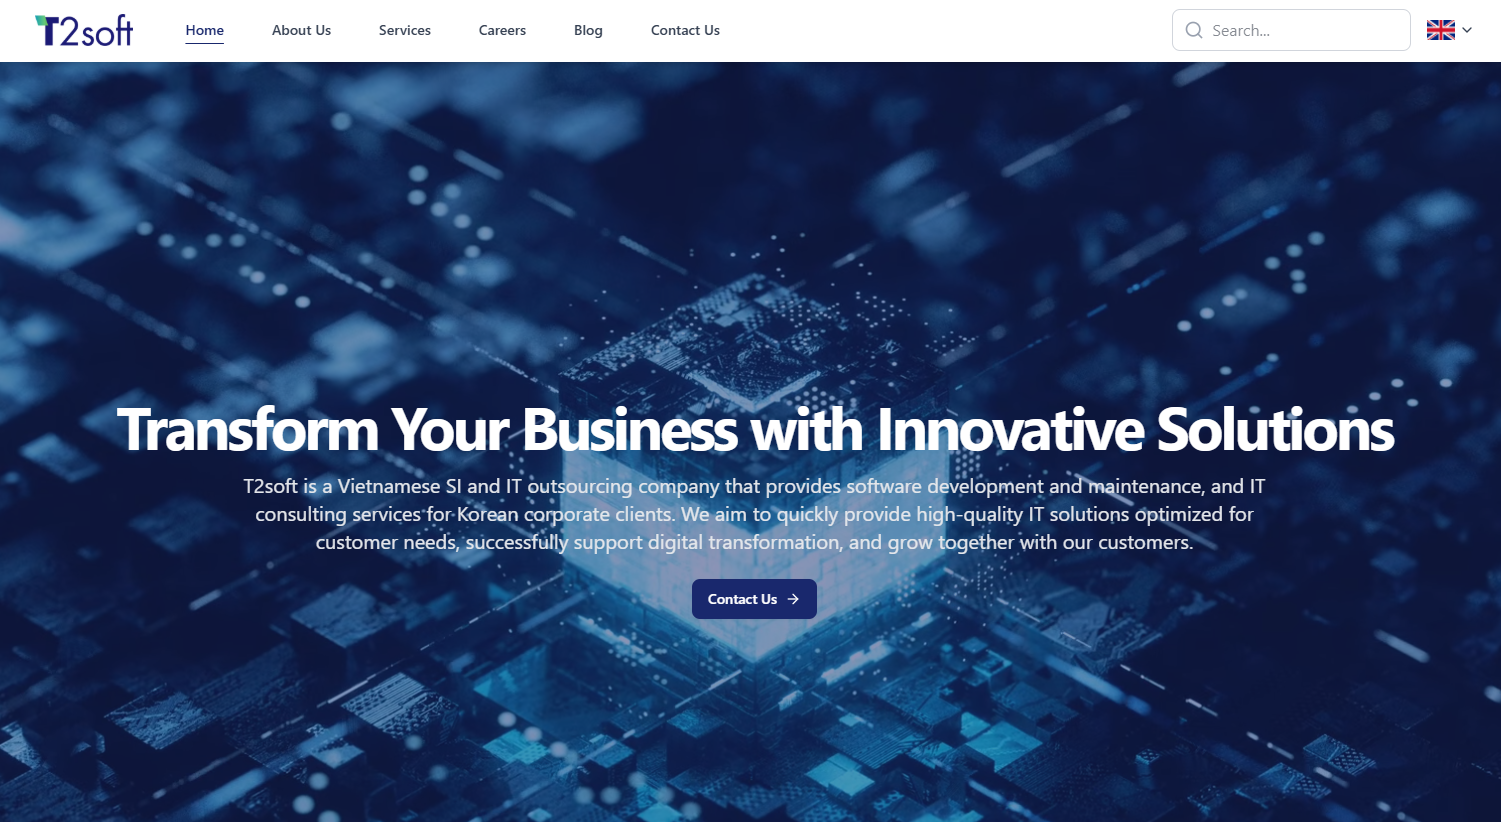 T2soft
Home
About Us
Services
Careers
Blog
Contact Us
Search...
Transform Your Business with Innovative Solutions
T2soft is a Vietnamese SI and IT outsourcing company that provides software development and maintenance, and IT
consulting services for Korean corporate clients. We aim to quickly provide high-quality IT solutions optimized for
customer needs, successfully support digital transformation, and grow together with our customers.
Contact Us